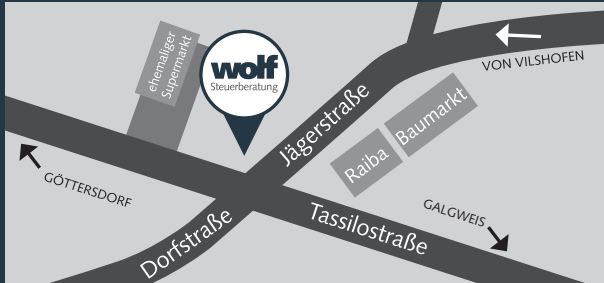 ehemaliger
Supermarkt
wolf
Steuerberatung
VON VILSHOFEN
Jägerstraße
Baumarkt
Raiba
GÖTTERSDORF
GALGWEIS
Tassilostraße
Dorfstraße